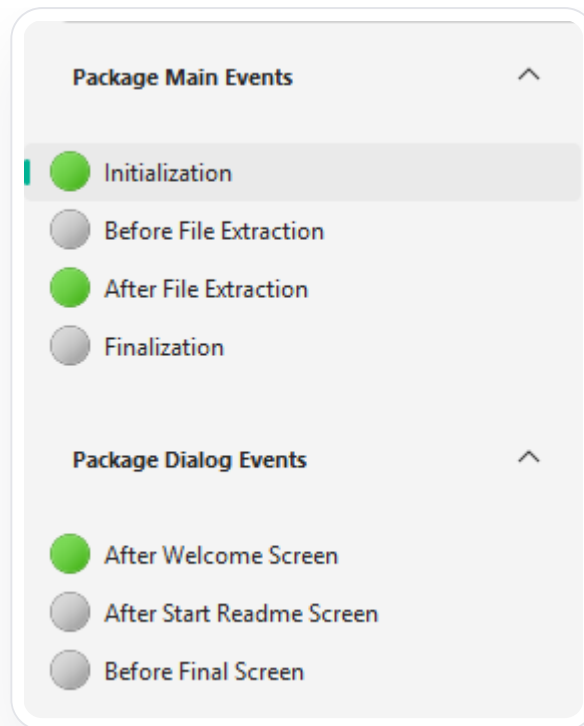 Package Main Events
Initialization
Before File Extraction
After File Extraction
Finalization
Package Dialog Events
After Welcome Screen
After Start Readme Screen
Before Final Screen